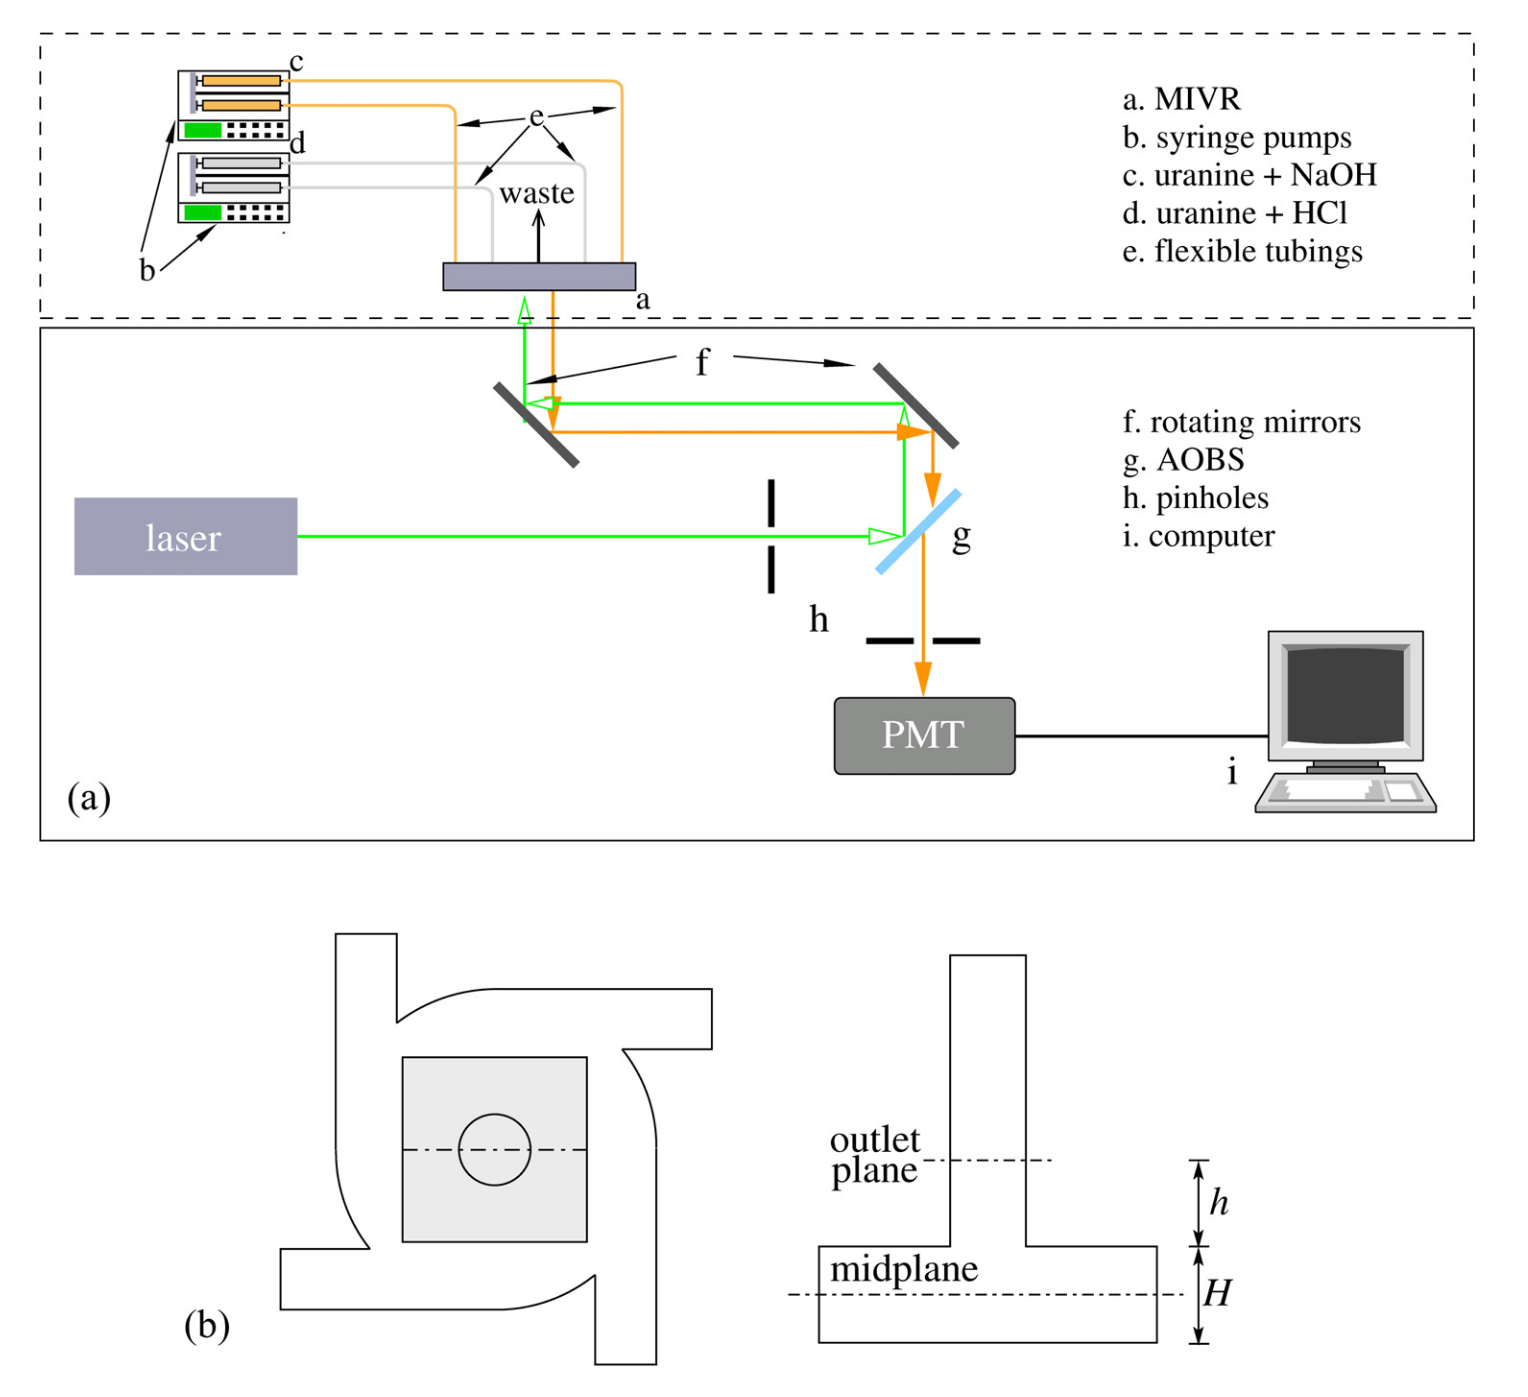 c
d
e
waste
b
a
a. MIVR
b. syringe pumps
c. uranine + NaOH
d. uranine + HCl
e. flexible tubings
f
laser
g
h
f. rotating mirrors
g. AOBS
h. pinholes
i. computer
PMT
i
(a)
outlet
plane
h
midplane
H
(b)